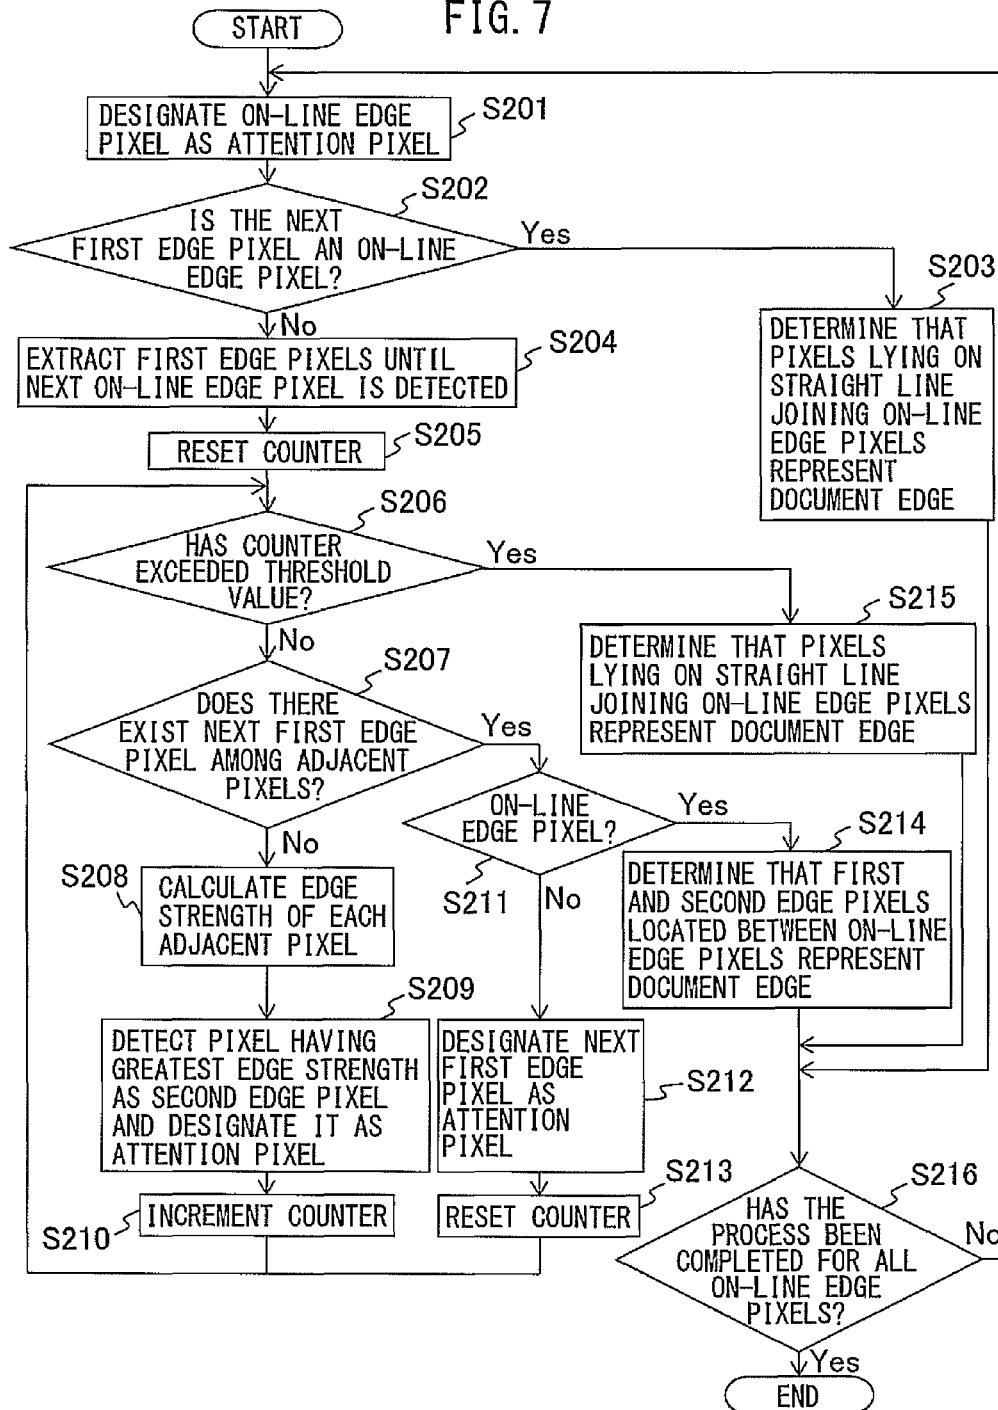 FIG. 7
START
S201
DESIGNATE ON-LINE EDGE
PIXEL AS ATTENTION PIXEL
S202
IS THE NEXT
FIRST EDGE PIXEL AN ON-LINE
EDGE PIXEL?
Yes
No
S203
DETERMINE THAT
PIXELS LYING ON
STRAIGHT LINE
JOINING ON-LINE
EDGE PIXELS
REPRESENT
DOCUMENT EDGE
S204
EXTRACT FIRST EDGE PIXELS UNTIL
NEXT ON-LINE EDGE PIXEL IS DETECTED
S205
RESET COUNTER
S206
HAS COUNTER
EXCEEDED THRESHOLD
VALUE?
Yes
No
S215
DETERMINE THAT PIXELS
LYING ON STRAIGHT LINE
JOINING ON-LINE EDGE PIXELS
REPRESENT DOCUMENT EDGE
S207
DOES THERE
EXIST NEXT FIRST EDGE
PIXEL AMONG ADJACENT
PIXELS?
Yes
No
S211
ON-LINE
EDGE PIXEL?
Yes
No
S214
DETERMINE THAT FIRST
AND SECOND EDGE PIXELS
LOCATED BETWEEN ON-LINE
EDGE PIXELS REPRESENT
DOCUMENT EDGE
S208
CALCULATE EDGE
STRENGTH OF EACH
ADJACENT PIXEL
S209
DETECT PIXEL HAVING
GREATEST EDGE STRENGTH
AS SECOND EDGE PIXEL
AND DESIGNATE IT AS
ATTENTION PIXEL
S210
INCREMENT COUNTER
S212
DESIGNATE NEXT
FIRST EDGE
PIXEL AS
ATTENTION
PIXEL
S213
RESET COUNTER
S216
HAS THE
PROCESS BEEN
COMPLETED FOR ALL
ON-LINE EDGE
PIXELS?
No
Yes
END